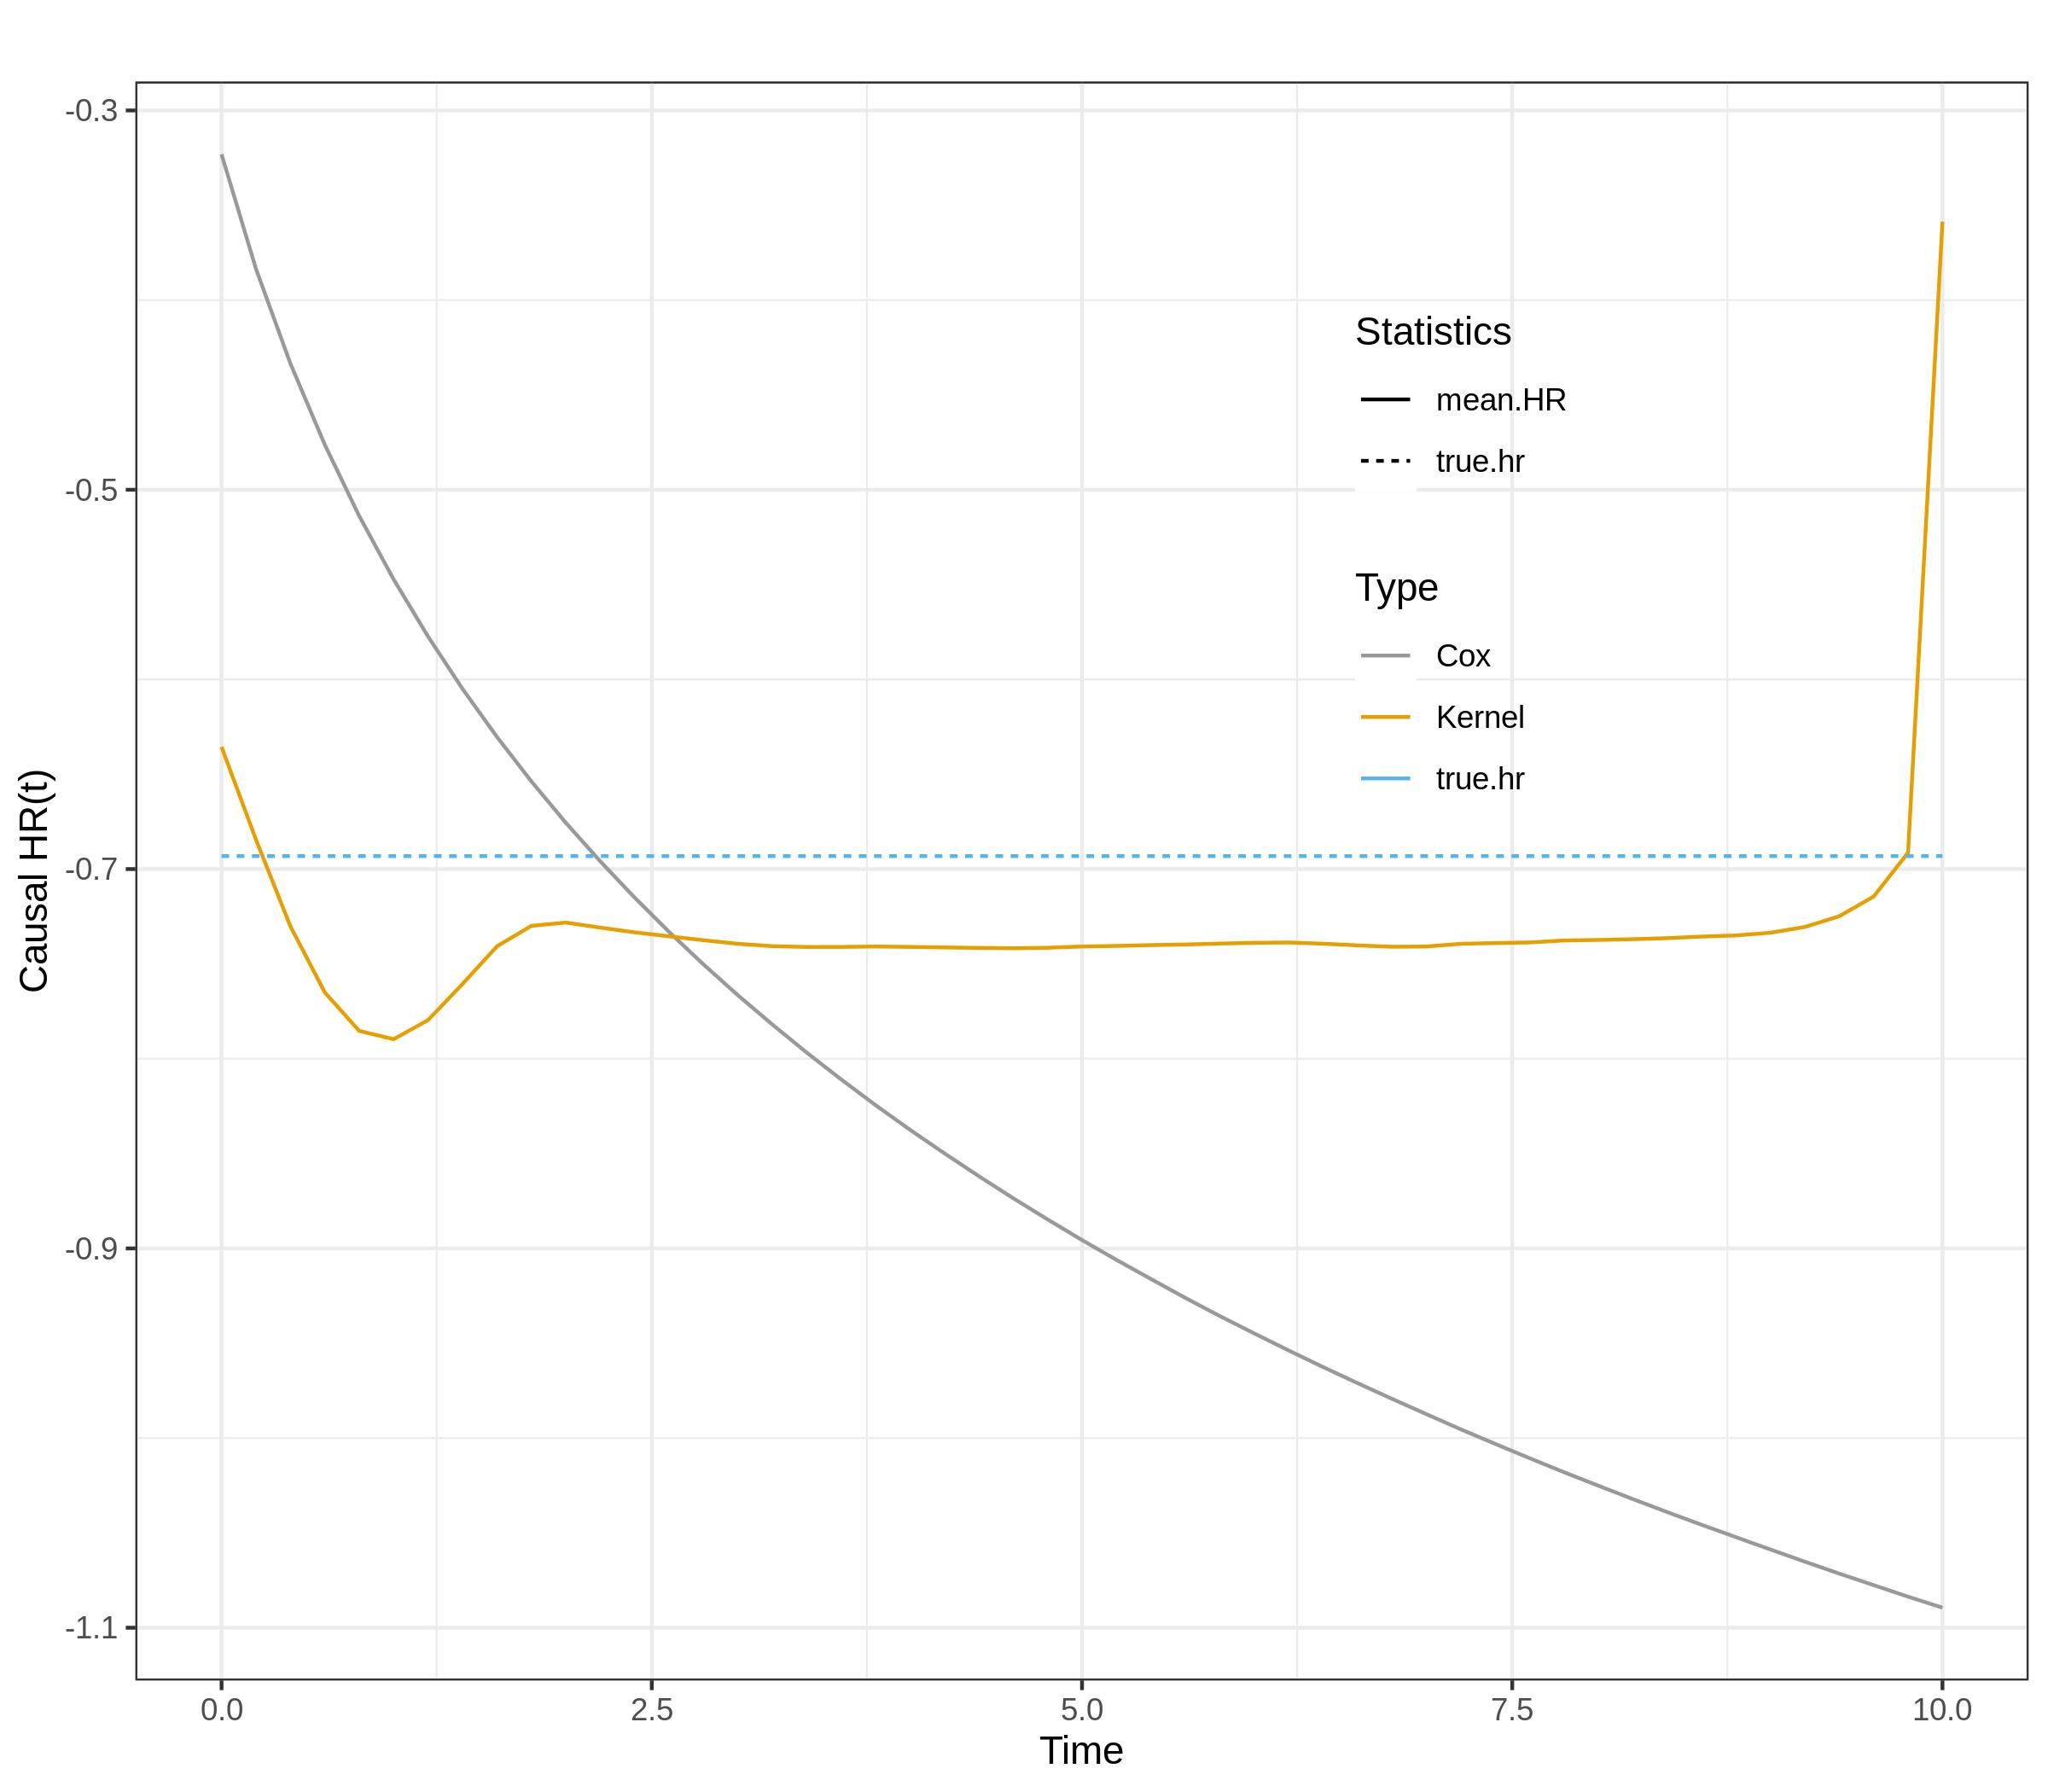 -0.3
-0.5
-0.7
-0.9
-1.1
Causal HR(t)
Statistics
mean.HR
true.hr
Type
Cox
Kernel
true.hr
0.0 2.5 5.0 7.5 10.0
Time